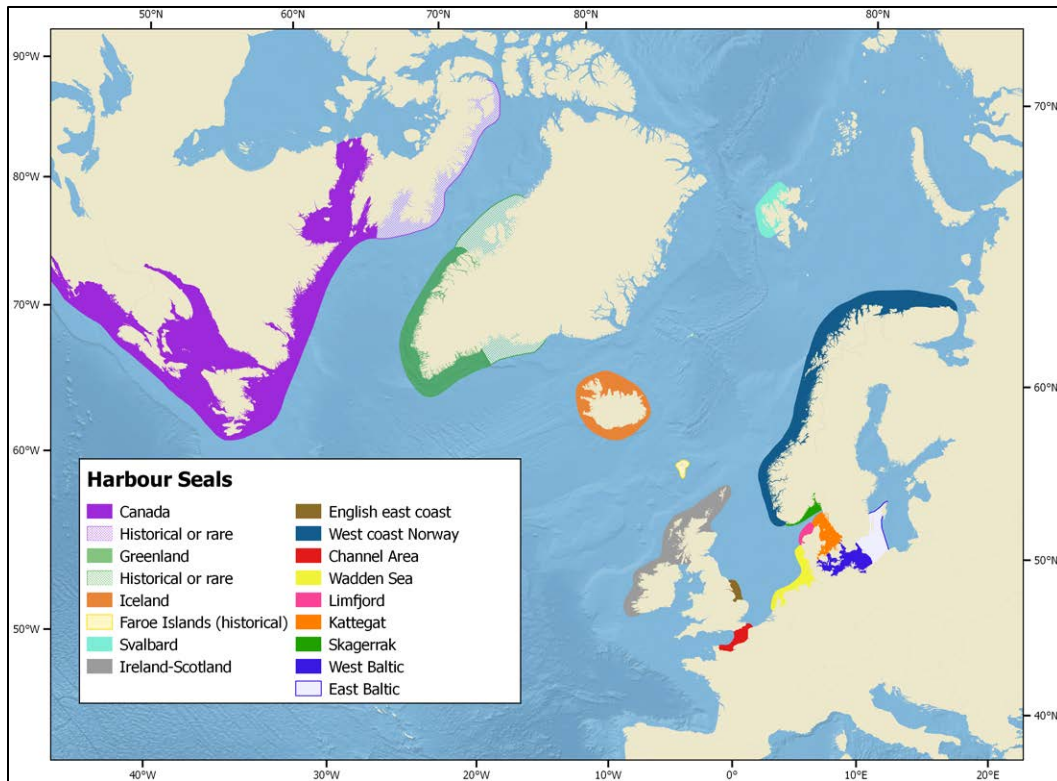 50°W 60°W 70°W 80°W 80°N
90°W
70°N
80°W
70°W
60°N
60°W
50°N
50°W
40°N
Harbour Seals
Canada
Historical or rare
Greenland
Historical or rare
Iceland
Faroe Islands (historical)
Svalbard
Ireland-Scotland
English east coast
West coast Norway
Channel Area
Wadden Sea
Limfjord
Kattegat
Skagerrak
West Baltic
East Baltic
40°W 30°W 20°W 10°W 0° 10°E 20°E